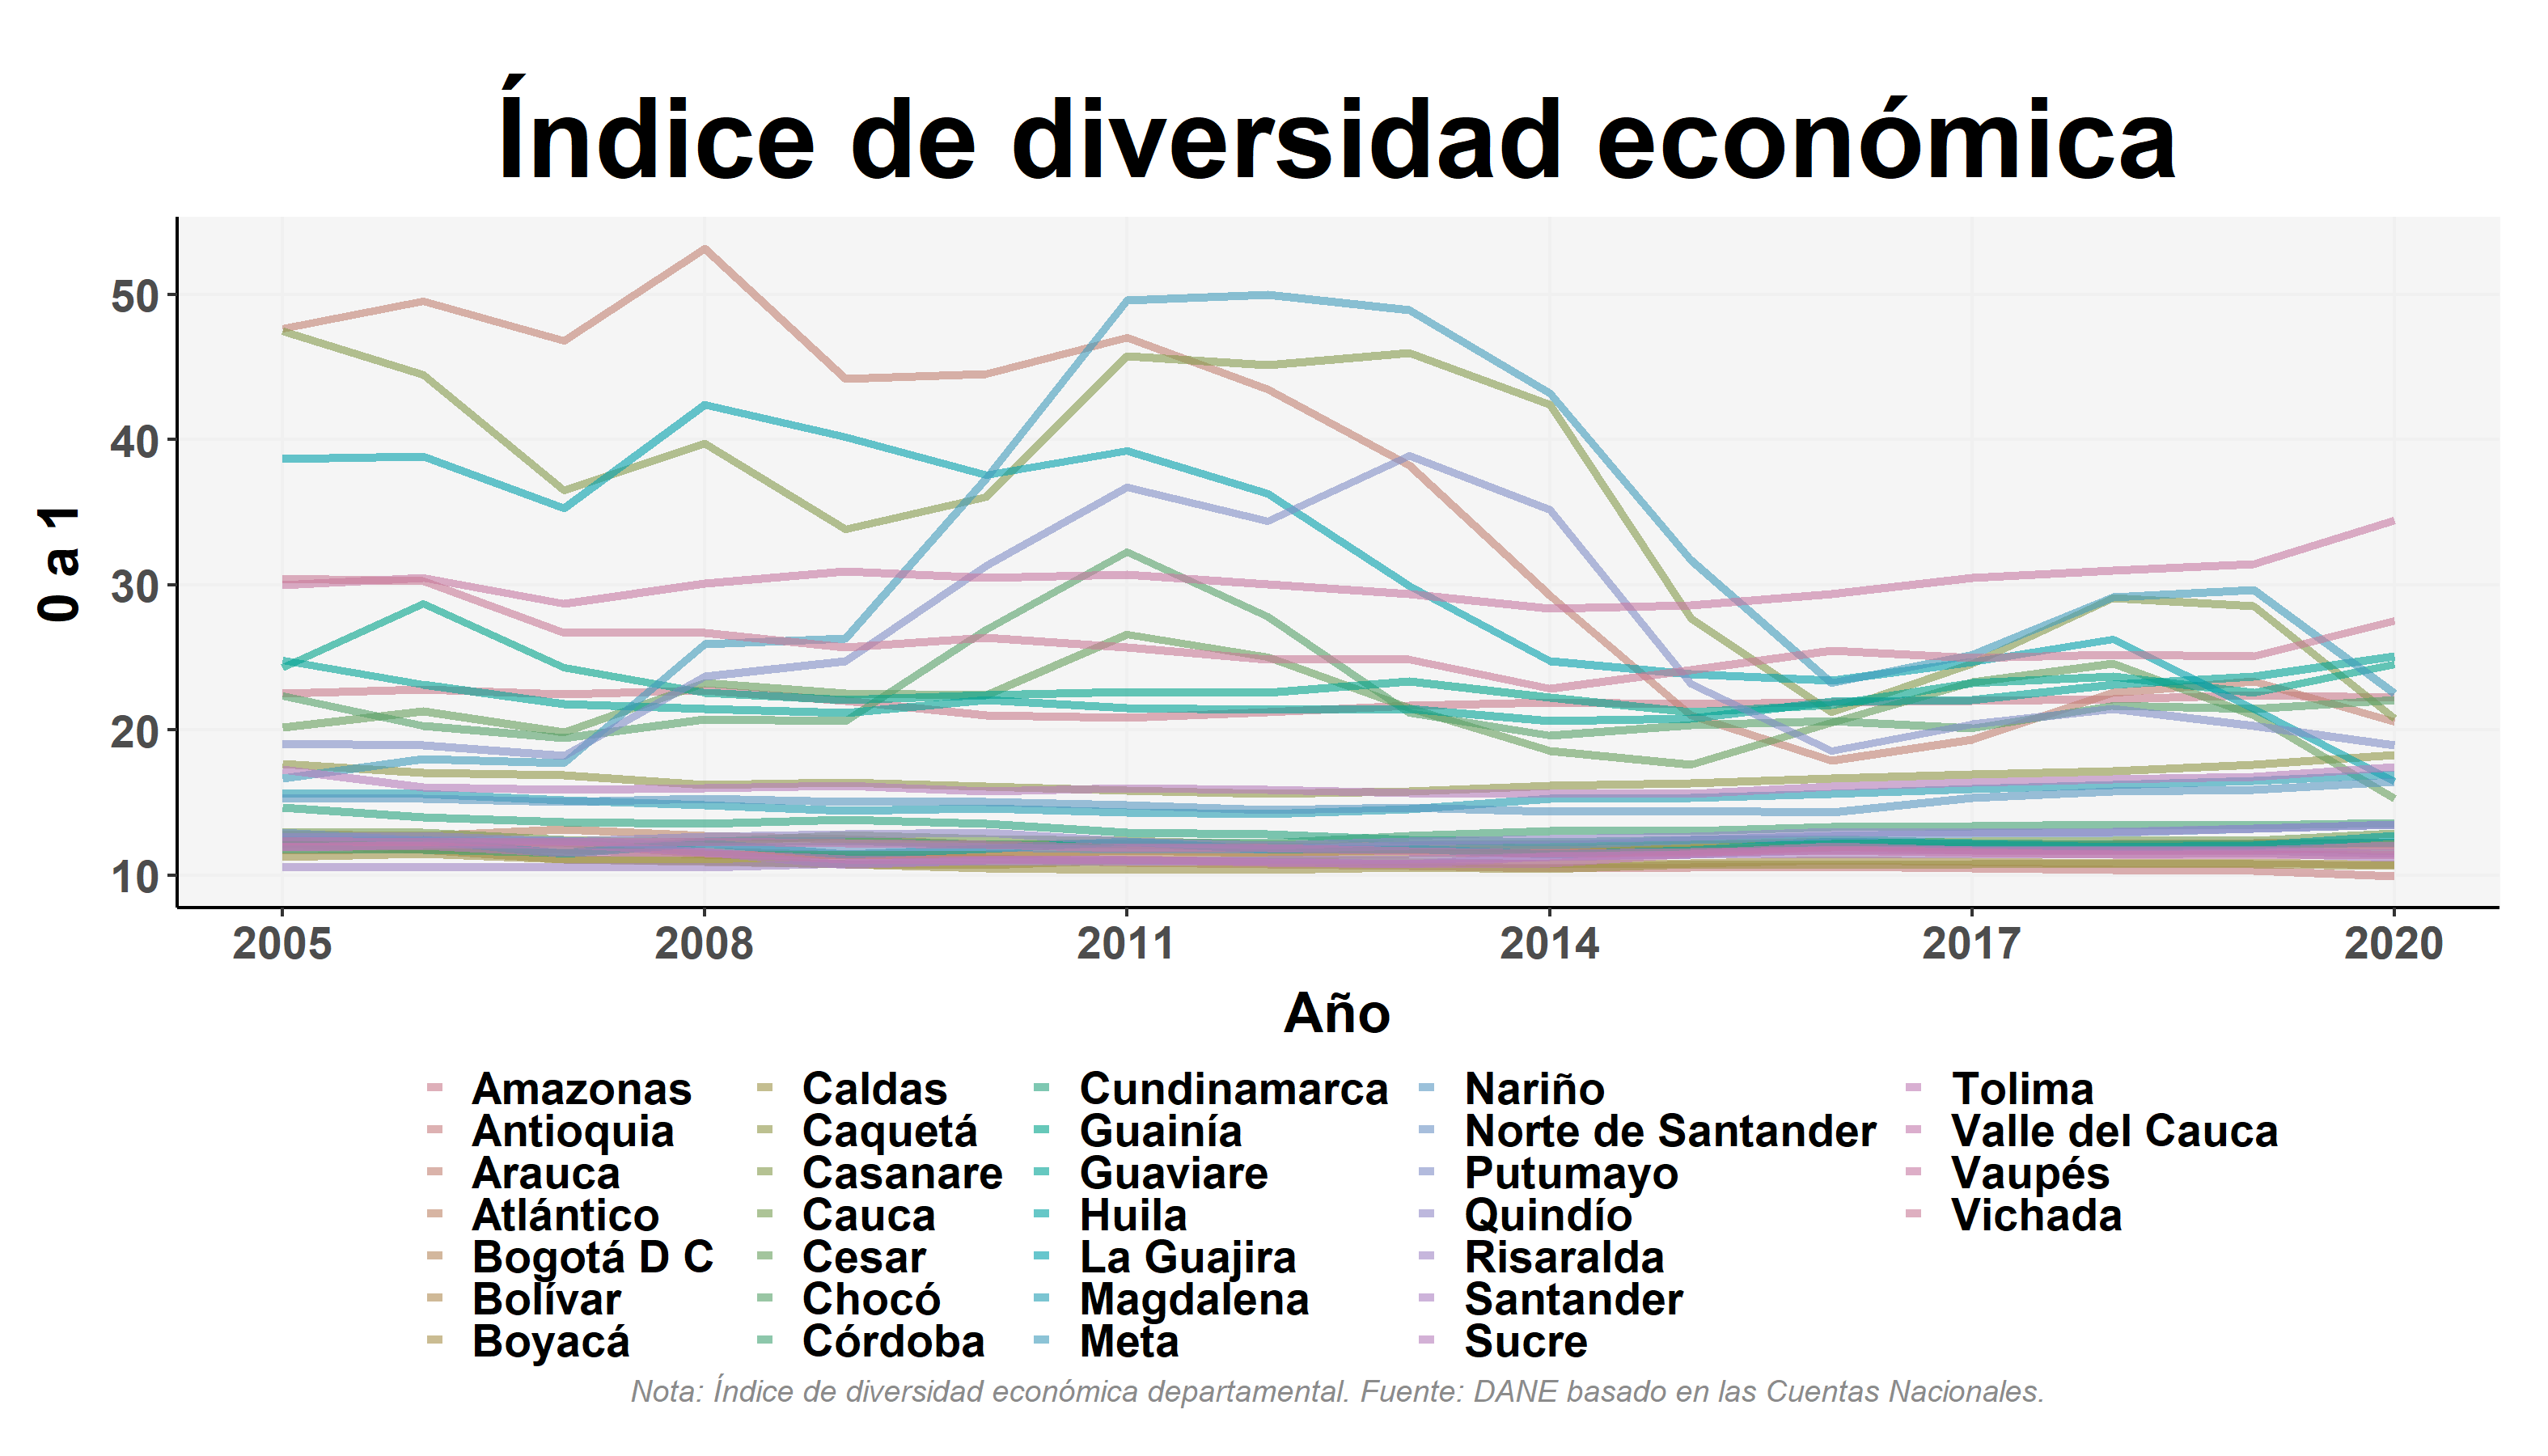 Índice de diversidad económica
50
40
30
20
10
0 a 1
2005 2008 2011 2014 2017 2020
Año
Amazonas Caldas Cundinamarca Nariño Tolima
Antioquia Caquetá Guainía Norte de Santander Valle del Cauca
Arauca Casanare Guaviare Putumayo Vaupés
Atlántico Cauca Huila Quindío Vichada
Bogotá D C Cesar La Guajira Risaralda
Bolívar Chocó Magdalena Santander
Boyacá Córdoba Meta Sucre
Nota: Índice de diversidad económica departamental. Fuente: DANE basado en las Cuentas Nacionales.